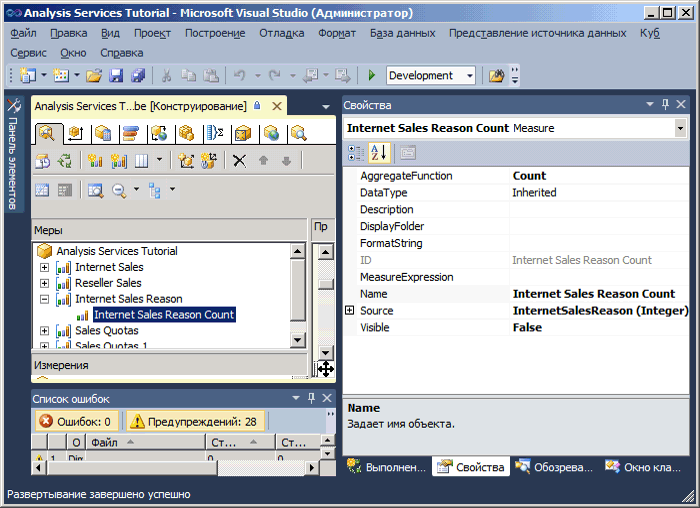 Analysis Services Tutorial - Microsoft Visual Studio (Администратор)
Файл Правка Вид Проект Построение Отладка Формат База данных Представление источника данных Куб
Сервис Окно Справка
Development
Панель элементов
Analysis Services T...be [Конструирование]
Меры
Пр
Analysis Services Tutorial
Internet Sales
Reseller Sales
Internet Sales Reason
Internet Sales Reason Count
Sales Quotas
Sales Quotas 1
Измерения
Список ошибок
Ошибок: 0
Предупреждений: 28
О Файл Ст... Ст...
1 Dim 0 0
Свойства
Internet Sales Reason Count Measure
AggregateFunction Count
DataType Inherited
Description
DisplayFolder
FormatString
ID Internet Sales Reason Count
MeasureExpression
Name Internet Sales Reason Count
Source InternetSalesReason (Integer)
Visible False
Name
Задает имя объекта.
Выполнен... Свойства Обозрева... Окно кла...
Развертывание завершено успешно